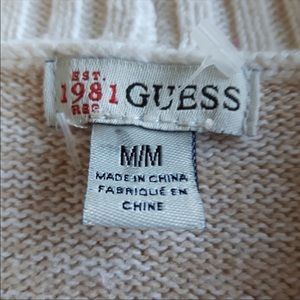 EST.
1981 GUESS
M/M
MADE IN CHINA
FABRIQUÉ EN
CHINE